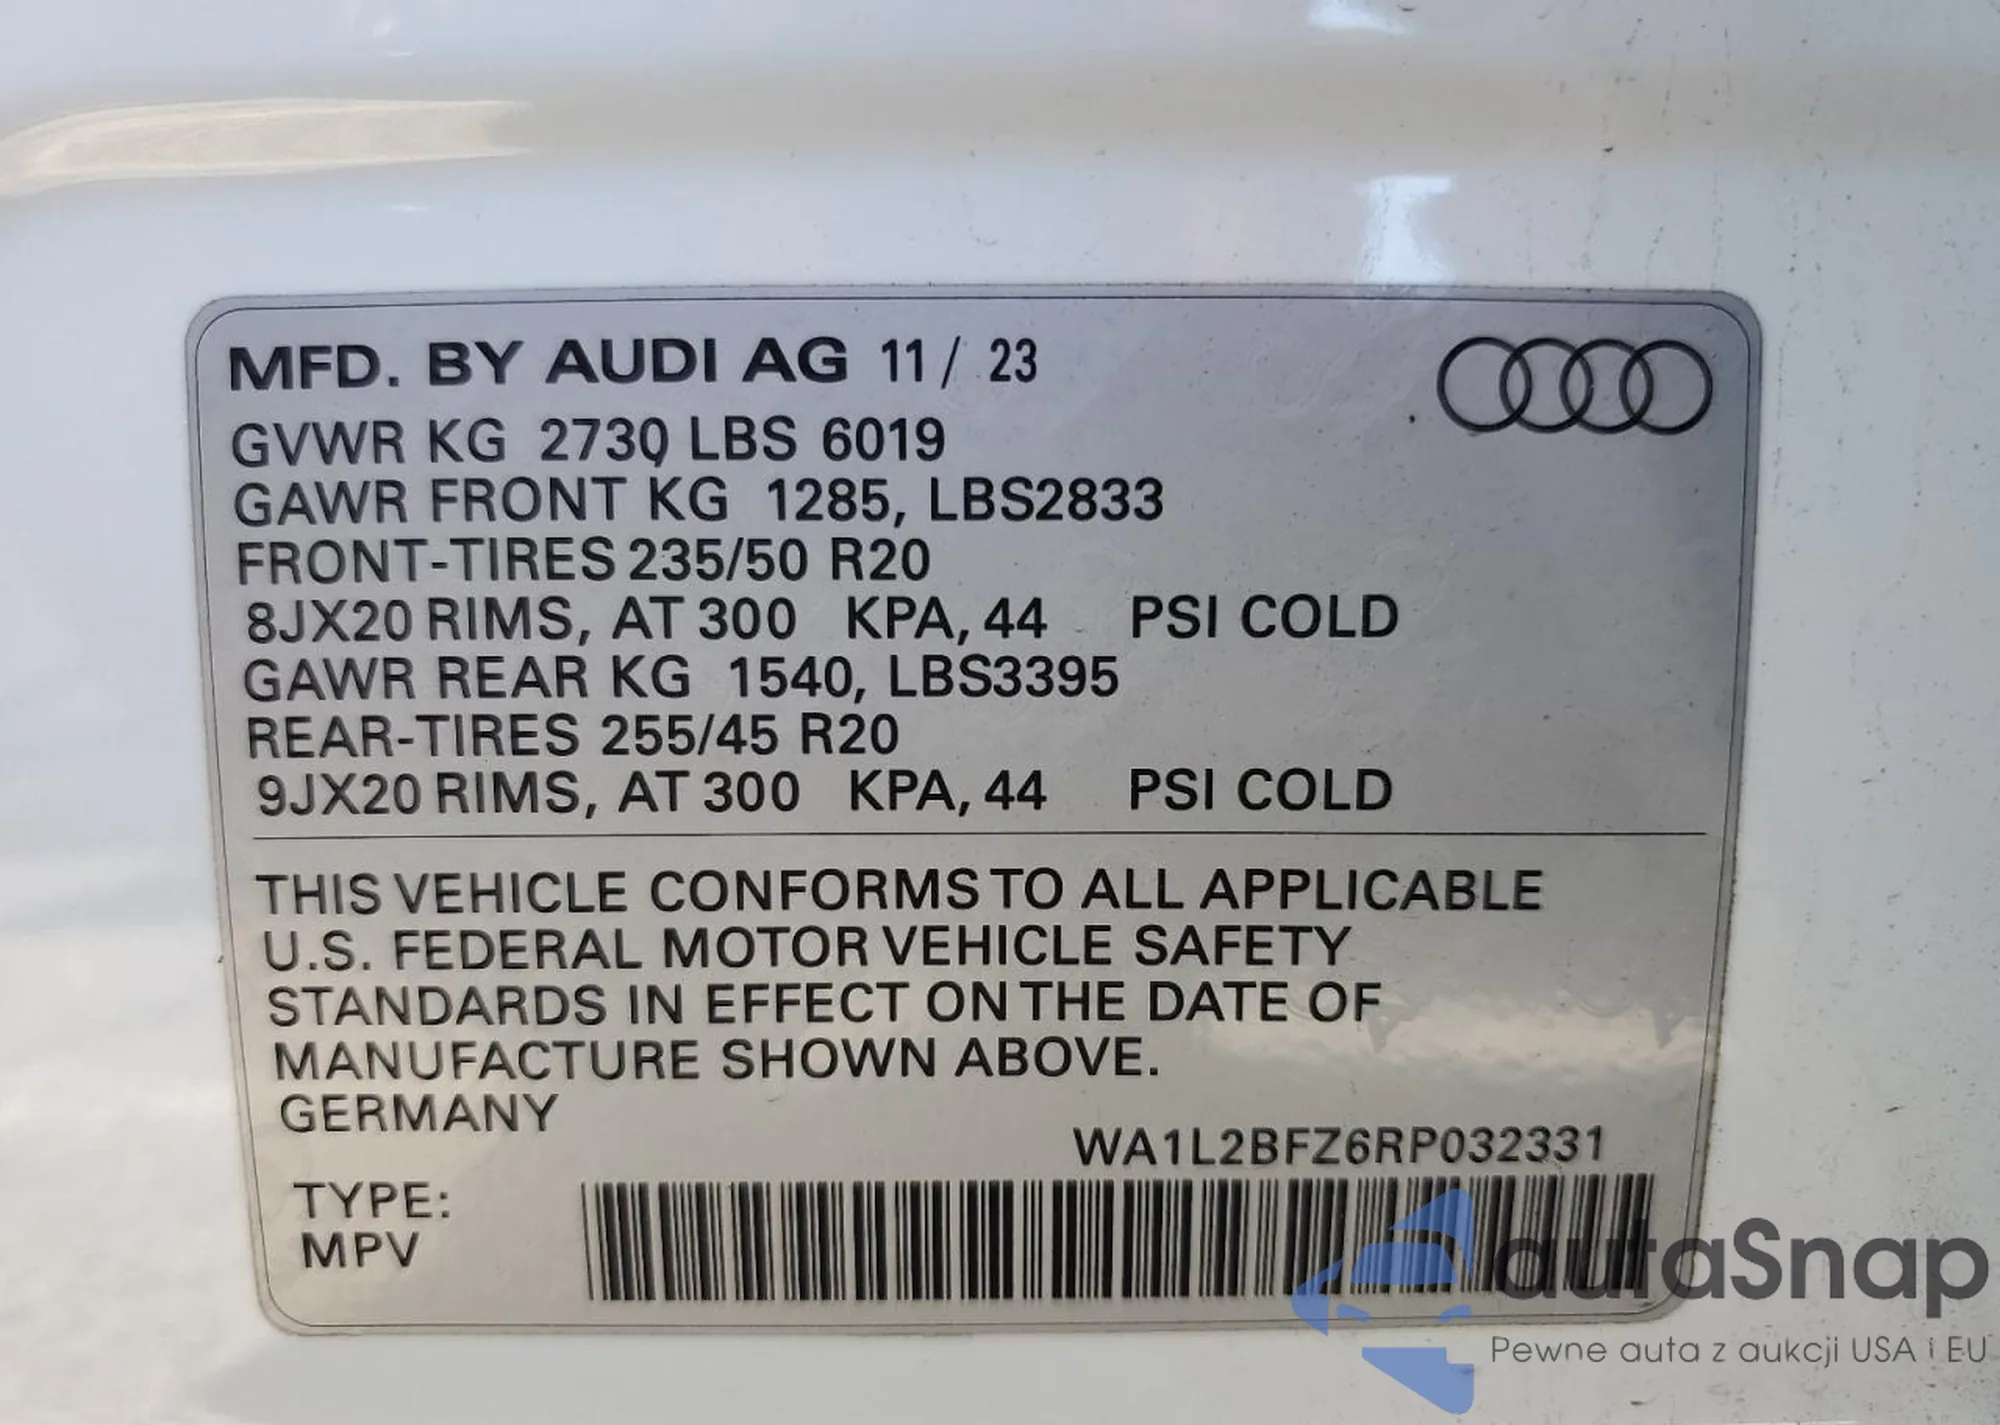 MFD. BY AUDI AG 11 / 23
GVWR KG 2730 LBS 6019
GAWR FRONT KG 1285, LBS2833
FRONT-TIRES 235/50 R20
8JX20 RIMS, AT 300 KPA, 44 PSI COLD
GAWR REAR KG 1540, LBS3395
REAR-TIRES 255/45 R20
9JX20 RIMS, AT 300 KPA, 44 PSI COLD
THIS VEHICLE CONFORMS TO ALL APPLICABLE
U.S. FEDERAL MOTOR VEHICLE SAFETY
STANDARDS IN EFFECT ON THE DATE OF
MANUFACTURE SHOWN ABOVE.
GERMANY
WA1L2BFZ6RP032331
TYPE:
MPV
autaSnap
Pewne auta z aukcji USA i EU